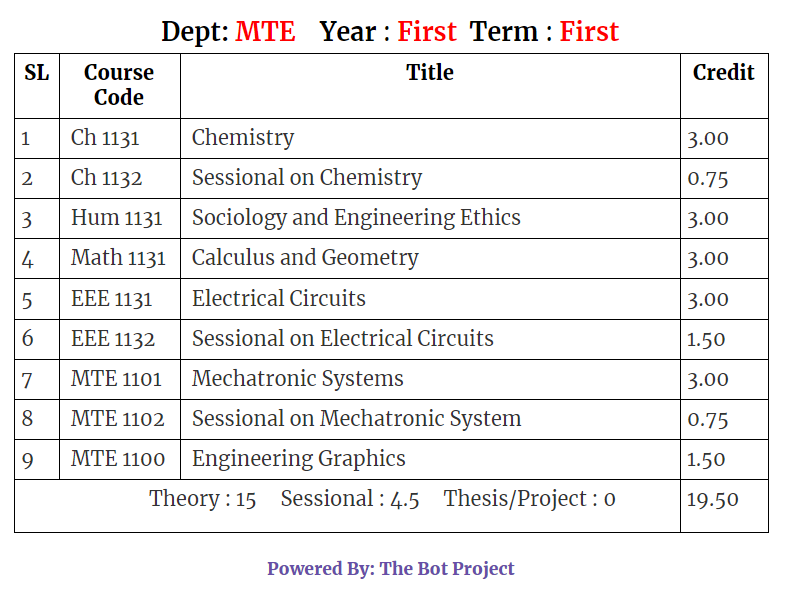 Dept: MTE Year : First Term : First
SL Course Code Title Credit
1 Ch 1131 Chemistry 3.00
2 Ch 1132 Sessional on Chemistry 0.75
3 Hum 1131 Sociology and Engineering Ethics 3.00
4 Math 1131 Calculus and Geometry 3.00
5 EEE 1131 Electrical Circuits 3.00
6 EEE 1132 Sessional on Electrical Circuits 1.50
7 MTE 1101 Mechatronic Systems 3.00
8 MTE 1102 Sessional on Mechatronic System 0.75
9 MTE 1100 Engineering Graphics 1.50
Theory : 15 Sessional : 4.5 Thesis/Project : 0 19.50
Powered By: The Bot Project